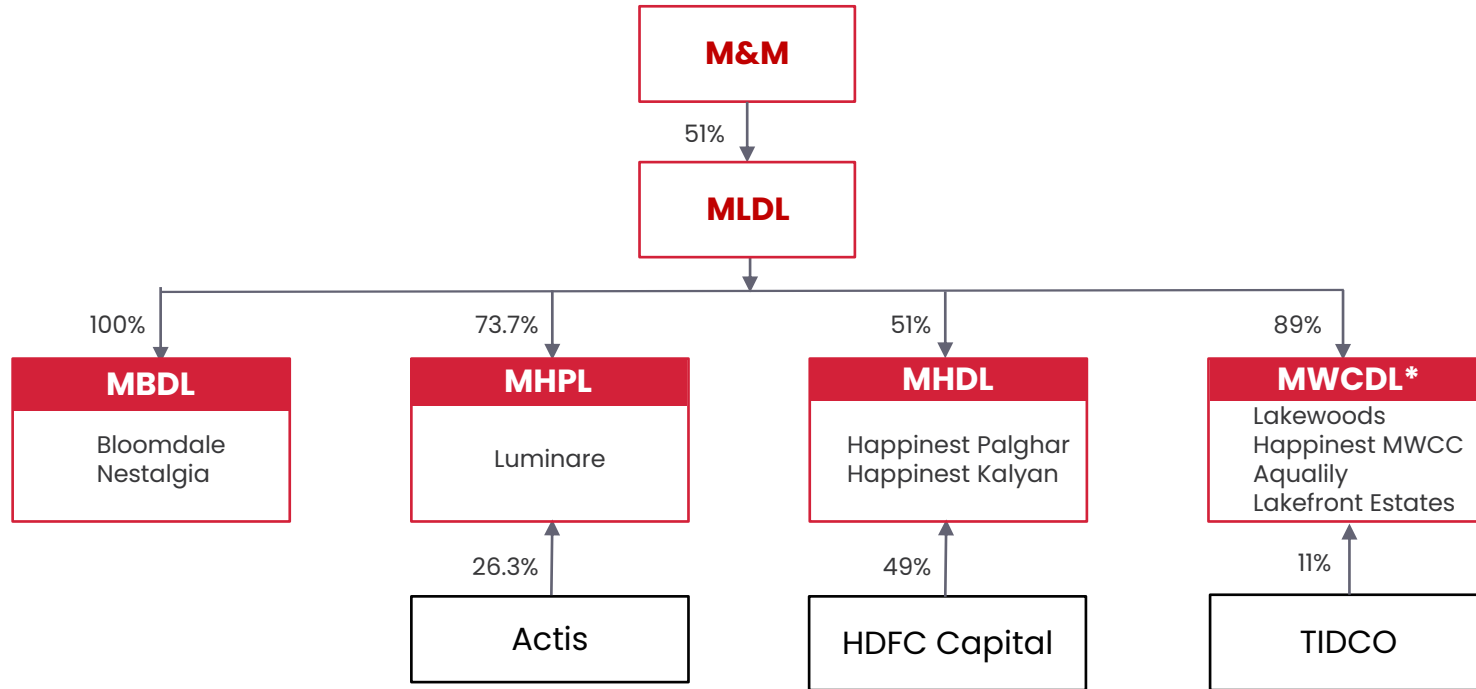 M&M
51%
MLDL
100%
73.7%
51%
89%
MBDL
MHPL
MHDL
MWCDL*
Bloomdale
Nestalgia
Luminare
Happinest Palghar
Happinest Kalyan
Lakewoods
Happinest MWCC
Aqualily
Lakefront Estates
26.3%
49%
11%
Actis
HDFC Capital
TIDCO